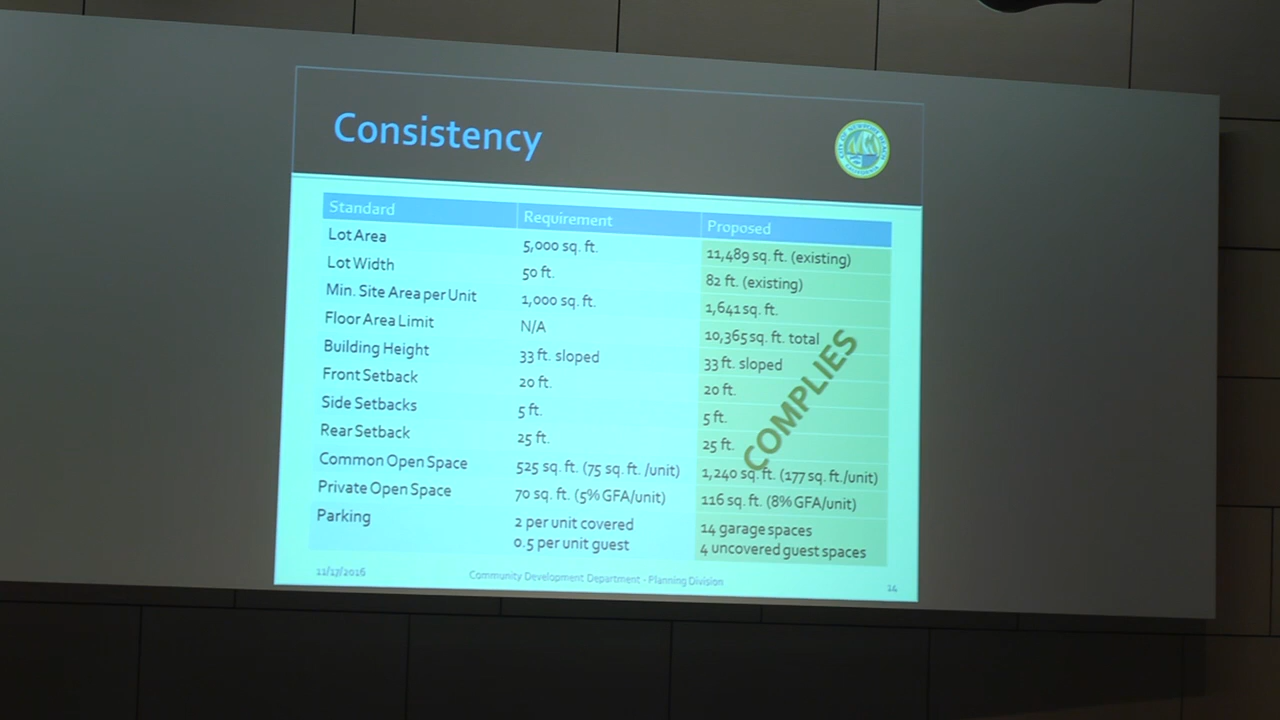 Consistency
CITY OF NEWPORT BEACH
CALIFORNIA
Standard Requirement Proposed
Lot Area 5,000 sq. ft. 11,489 sq. ft. (existing)
Lot Width 50 ft. 82 ft. (existing)
Min. Site Area per Unit 1,000 sq. ft. 1,641 sq. ft.
Floor Area Limit N/A 10,365 sq. ft. total
Building Height 33 ft. sloped 33 ft. sloped
Front Setback 20 ft. 20 ft.
Side Setbacks 5 ft. 5 ft.
Rear Setback 25 ft. 25 ft.
Common Open Space 525 sq. ft. (75 sq. ft. /unit) 1,240 sq. ft. (177 sq. ft./unit)
Private Open Space 70 sq. ft. (5% GFA/unit) 116 sq. ft. (8% GFA/unit)
Parking 2 per unit covered 14 garage spaces
0.5 per unit guest 4 uncovered guest spaces
COMPLIES
11/17/2016 Community Development Department - Planning Division 14